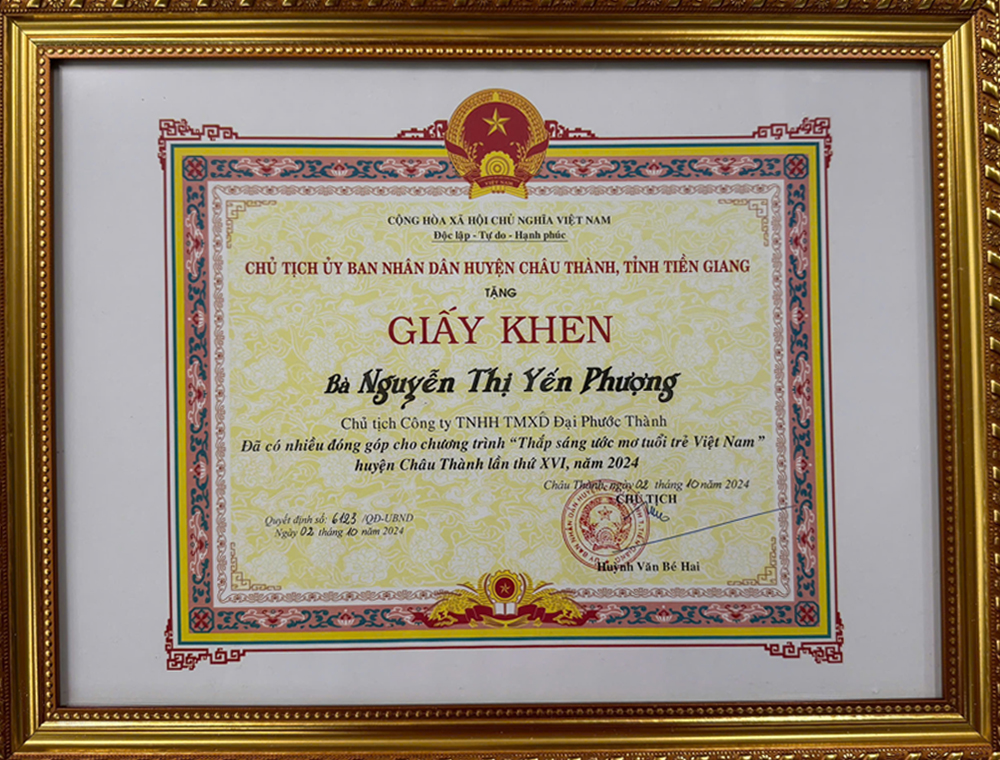 VIỆT NAM
CỘNG HÒA XÃ HỘI CHỦ NGHĨA VIỆT NAM
Độc lập - Tự do - Hạnh phúc
CHỦ TỊCH ỦY BAN NHÂN DÂN HUYỆN CHÂU THÀNH, TỈNH TIỀN GIANG
TẶNG
GIẤY KHEN
Bà Nguyễn Thị Yến Phượng
Chủ tịch Công ty TNHH TMXD Đại Phước Thành
Đã có nhiều đóng góp cho chương trình “Thắp sáng ước mơ tuổi trẻ Việt Nam”
huyện Châu Thành lần thứ XVI, năm 2024
Châu Thành, ngày 02 tháng 10 năm 2024
CHỦ TỊCH
Quyết định số: 6123 /QĐ-UBND
Ngày 02 tháng 10 năm 2024
Huỳnh Văn Bé Hai